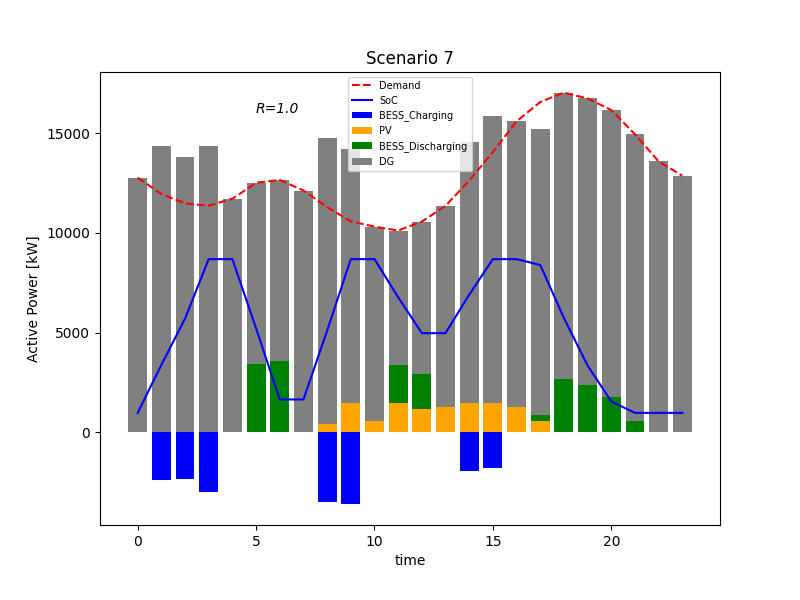 Scenario 7
R=1.0
Demand
SoC
BESS_Charging
PV
BESS_Discharging
DG
Active Power [kW]
15000
10000
5000
0
0 5 10 15 20
time